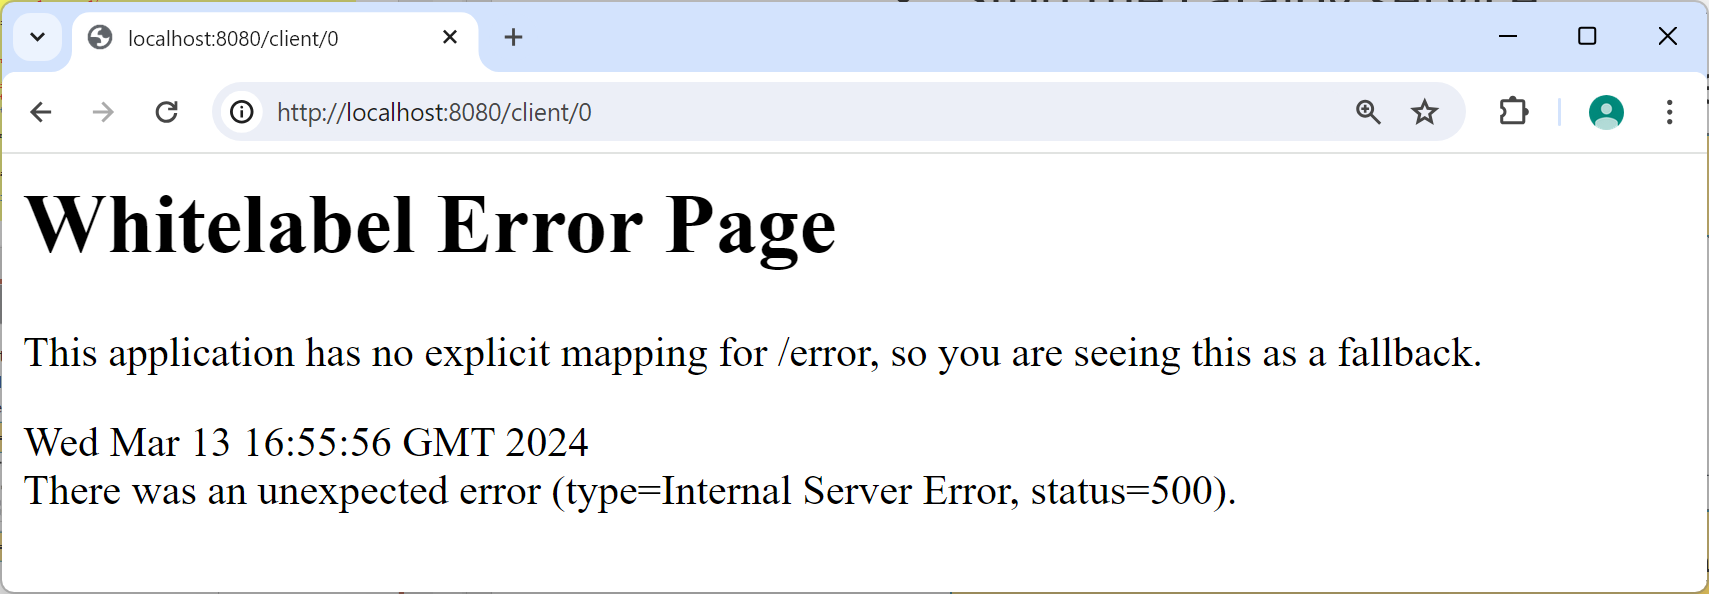 localhost:8080/client/0
http://localhost:8080/client/0
Whitelabel Error Page
This application has no explicit mapping for /error, so you are seeing this as a fallback.
Wed Mar 13 16:55:56 GMT 2024
There was an unexpected error (type=Internal Server Error, status=500).